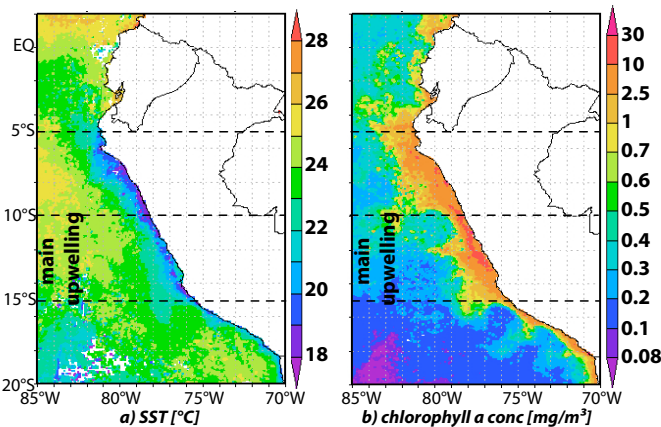 EQ
5°S
10°S
15°S
20°S
main
upwelling
85°W 80°W 75°W 70°W
a) SST [°C]
28
26
24
22
20
18
main
upwelling
85°W 80°W 75°W 70°W
b) chlorophyll a conc [mg/m³]
30
10
2.5
1
0.7
0.6
0.5
0.4
0.3
0.2
0.1
0.08